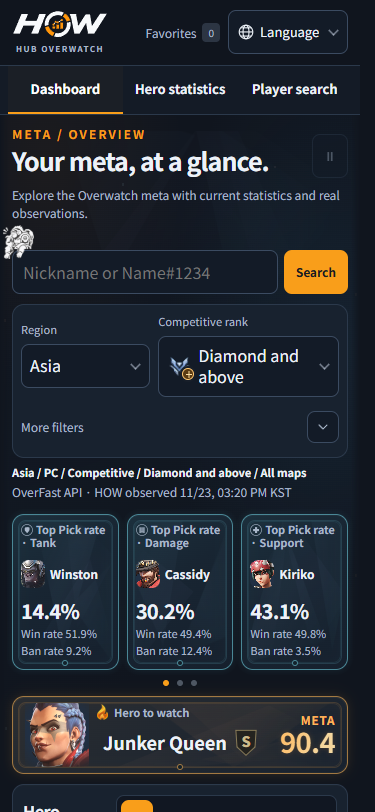 HOW
HUB OVERWATCH
Favorites 0
Language
Dashboard Hero statistics Player search
META / OVERVIEW
Your meta, at a glance.
Explore the Overwatch meta with current statistics and real
observations.
Nickname or Name#1234
Search
Region
Asia
Competitive rank
Diamond and
above
More filters
Asia / PC / Competitive / Diamond and above / All maps
OverFast API · HOW observed 11/23, 03:20 PM KST
Top Pick rate
· Tank
Winston
14.4%
Win rate 51.9%
Ban rate 9.2%
Top Pick rate
· Damage
Cassidy
30.2%
Win rate 49.4%
Ban rate 12.4%
Top Pick rate
· Support
Kiriko
43.1%
Win rate 49.8%
Ban rate 3.5%
Hero to watch
Junker Queen S
META
90.4